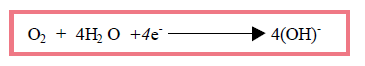 O₂ + 4H₂ O +4e⁻ ⟶ 4(OH)⁻